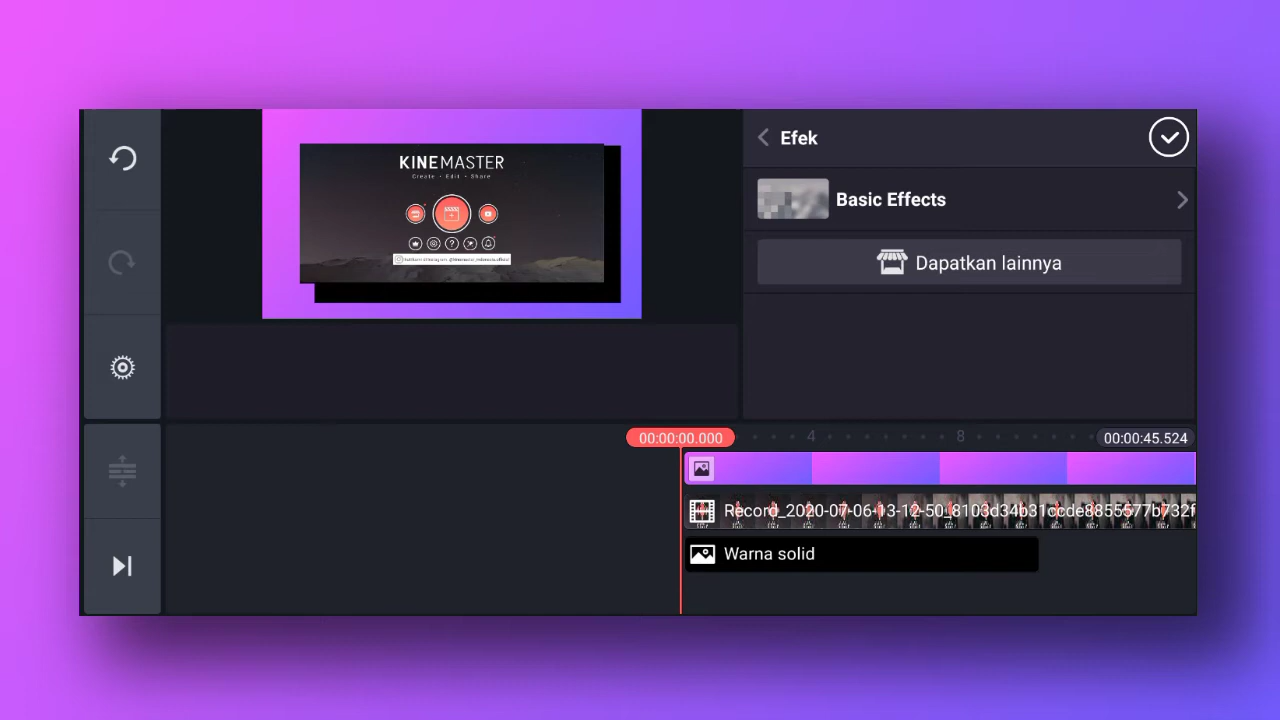 KINEMASTER
Create • Edit • Share
Efek
Basic Effects
Dapatkan lainnya
00:00:00.000
4
8
00:00:45.524
Record_2020-07-06-13-12-50_8103d34b31ccde8855577b732f
Warna solid